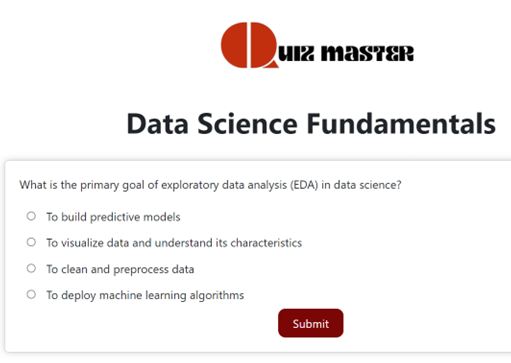 QUIZ MASTER
Data Science Fundamentals
What is the primary goal of exploratory data analysis (EDA) in data science?
To build predictive models
To visualize data and understand its characteristics
To clean and preprocess data
To deploy machine learning algorithms
Submit